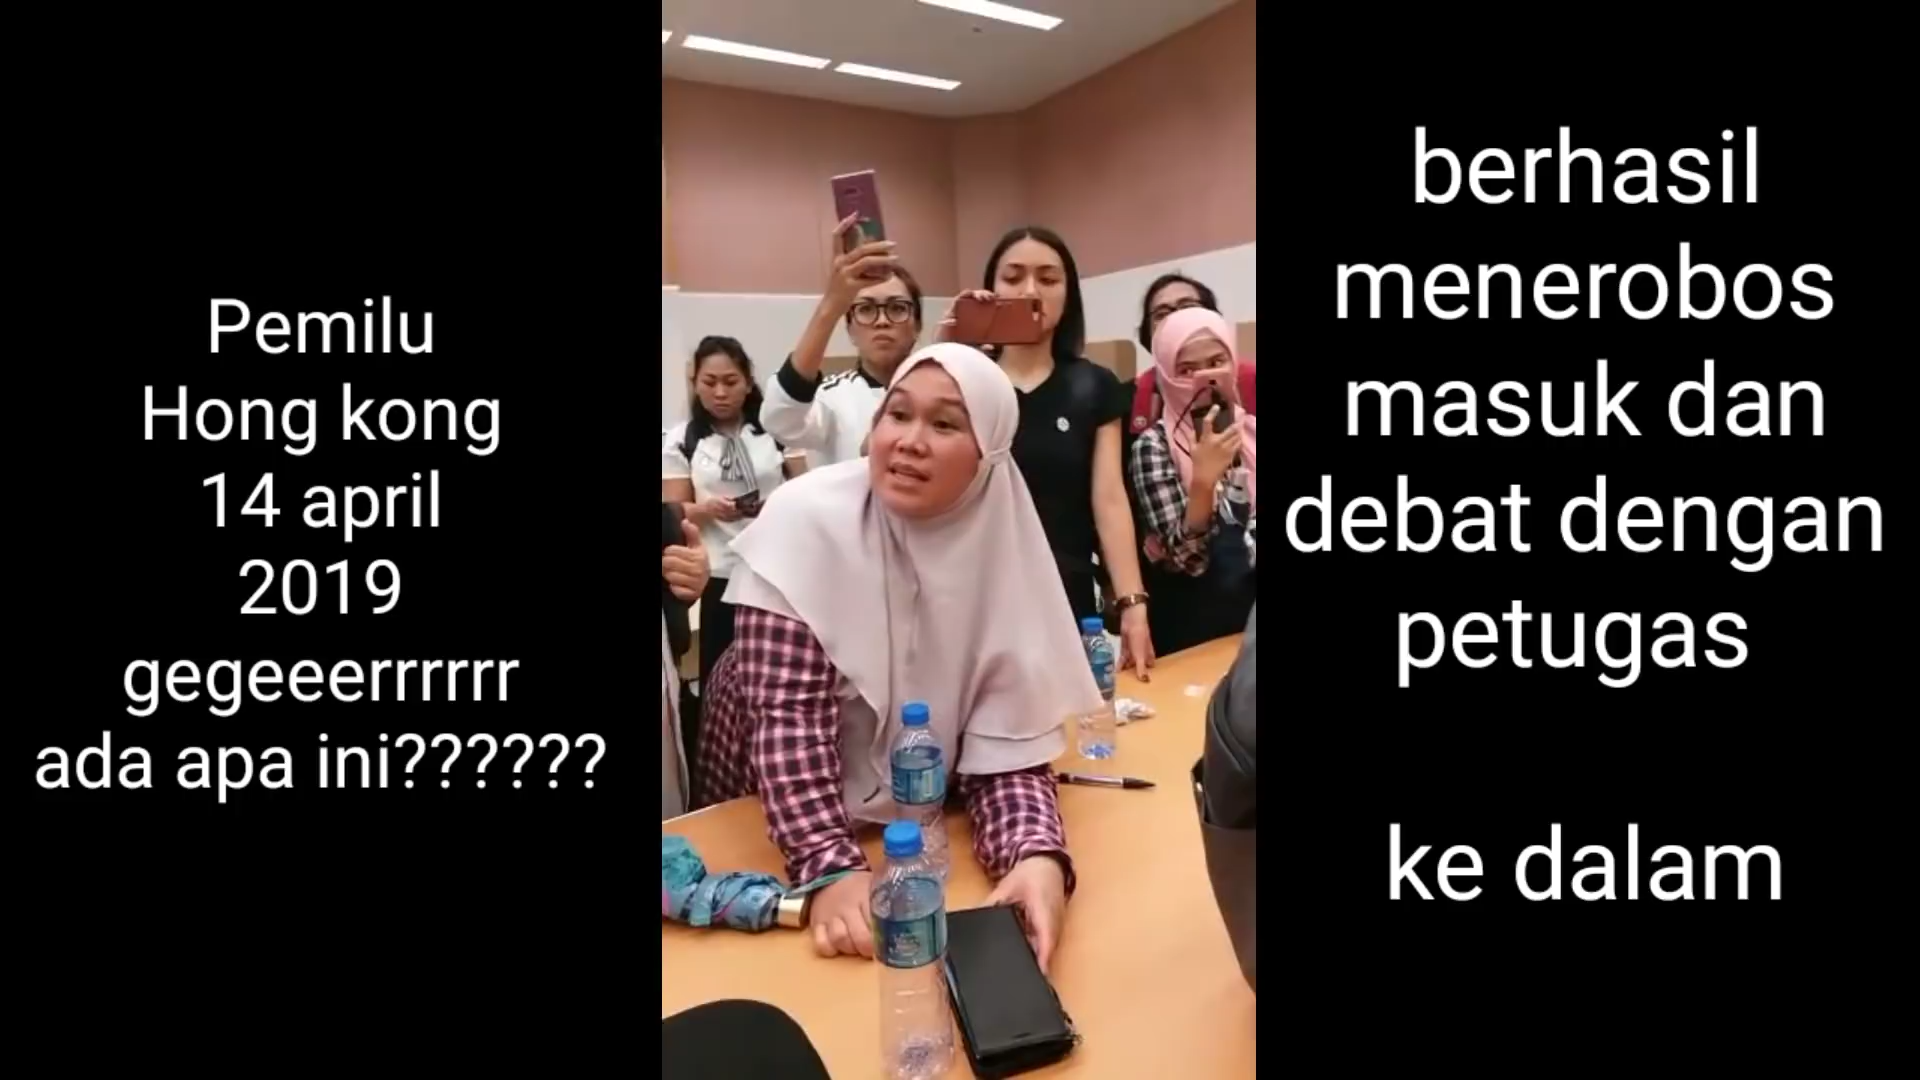 Pemilu
Hong kong
14 april
2019
gegeeerrrrrr
ada apa ini??????
berhasil
menerobos
masuk dan
debat dengan
petugas
ke dalam